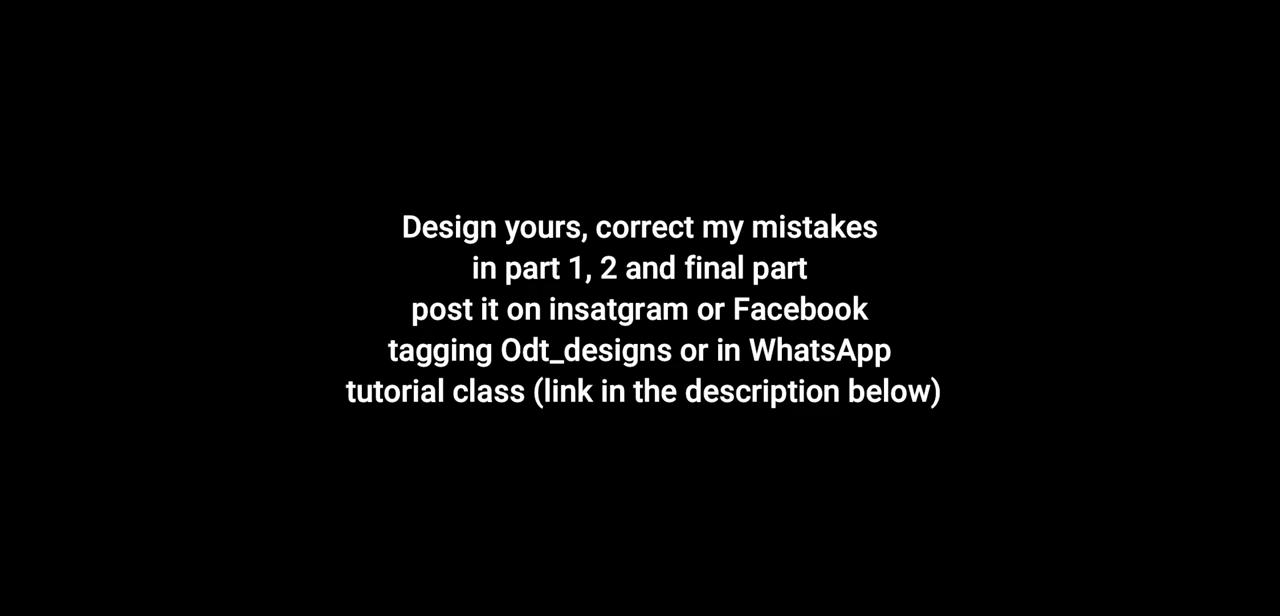 Design yours, correct my mistakes
in part 1, 2 and final part
post it on insatgram or Facebook
tagging Odt_designs or in WhatsApp
tutorial class (link in the description below)